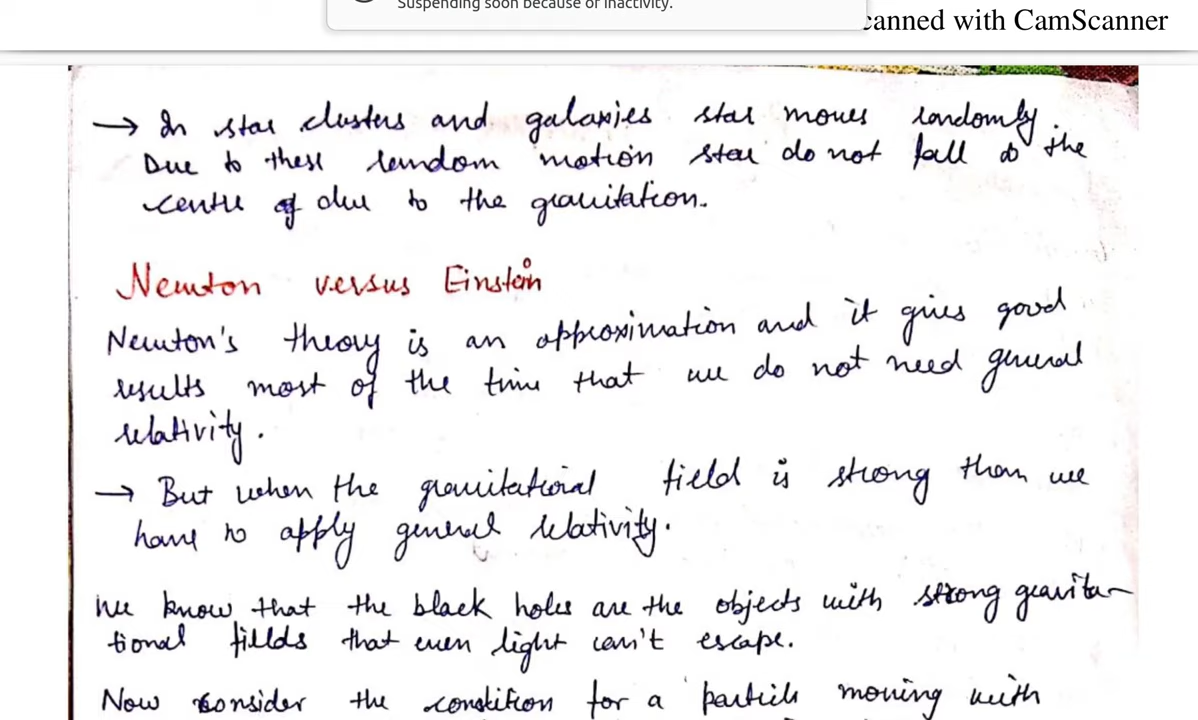 Suspending soon because of inactivity.
canned with CamScanner
→ In star clusters and galaxies star moves randomly.
Due to these random motion star do not fall to the
centre of due to the gravitation.
Newton versus Einstein
Newton's theory is an approximation and it gives good
results most of the time that we do not need general
relativity.
→ But when the gravitational field is strong than we
have to apply general relativity.
We know that the black holes are the objects with strong gravita-
tional fields that even light can't escape.
Now consider the condition for a particle moving with